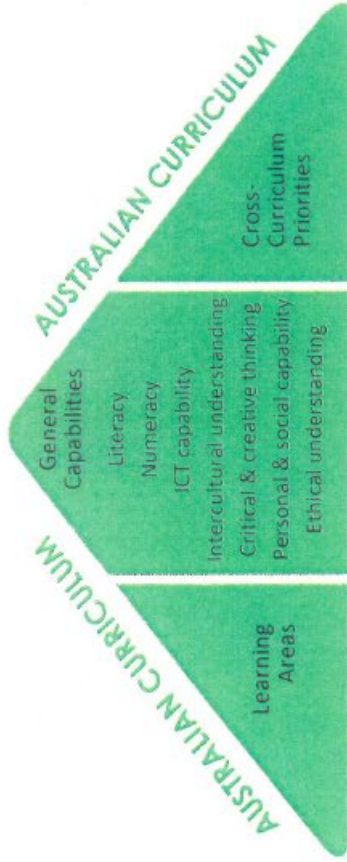 AUSTRALIAN CURRICULUM
AUSTRALIAN CURRICULUM
Learning
Areas
General
Capabilities
Literacy
Numeracy
ICT capability
Intercultural understanding
Critical & creative thinking
Personal & social capability
Ethical understanding
Cross-
Curriculum
Priorities